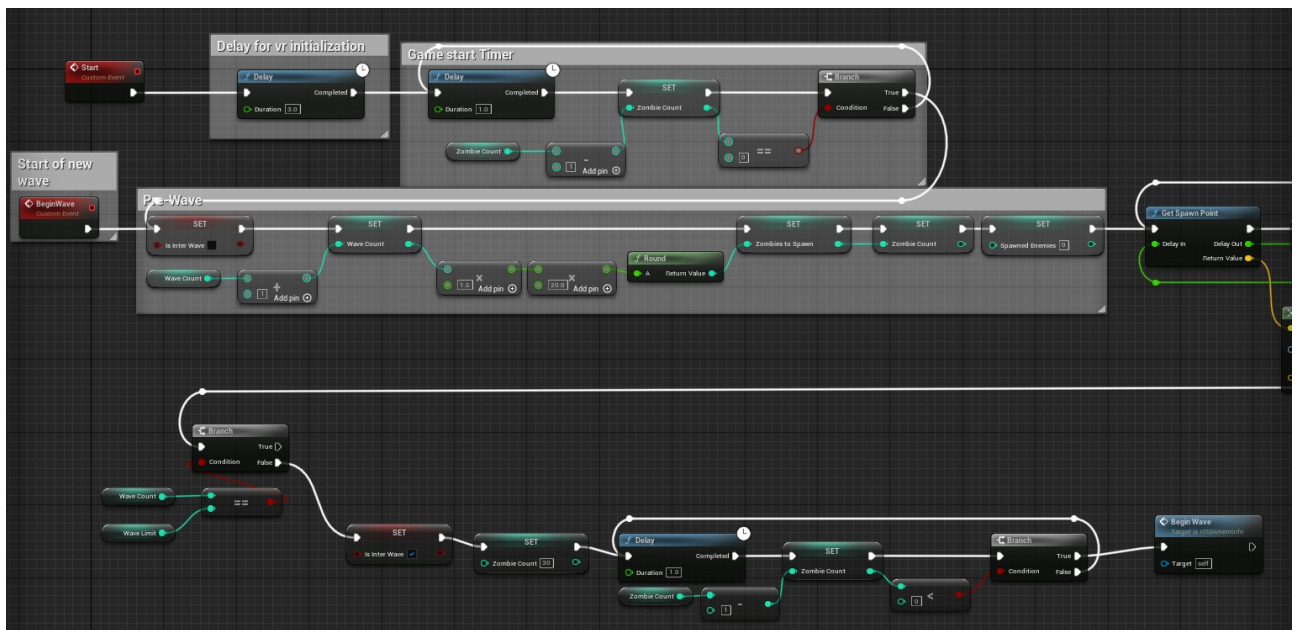 Delay for vr initialization
Game start Timer
Start
Custom Event
Delay
Completed
Duration 3.0
Delay
Completed
Duration 1.0
SET
Zombie Count
Branch
True
Condition
False
Zombie Count
1
-
Add pin
0
==
Start of new
wave
BeginWave
Custom Event
Pre-Wave
SET
Is Inter Wave
SET
Wave Count
Wave Count
1
+
Add pin
1.6
×
Add pin
20.0
×
Add pin
Round
A
Return Value
SET
Zombies to Spawn
SET
Zombie Count
SET
Spawned Enemies 0
Get Spawn Point
Delay In
Delay Out
Return Value
Branch
True
Condition
False
Wave Count
Wave Limit
==
SET
Is Inter Wave
SET
Zombie Count 30
Delay
Completed
Duration 1.0
Zombie Count
1
-
SET
Zombie Count
0
<
Branch
True
Condition
False
Begin Wave
Target self